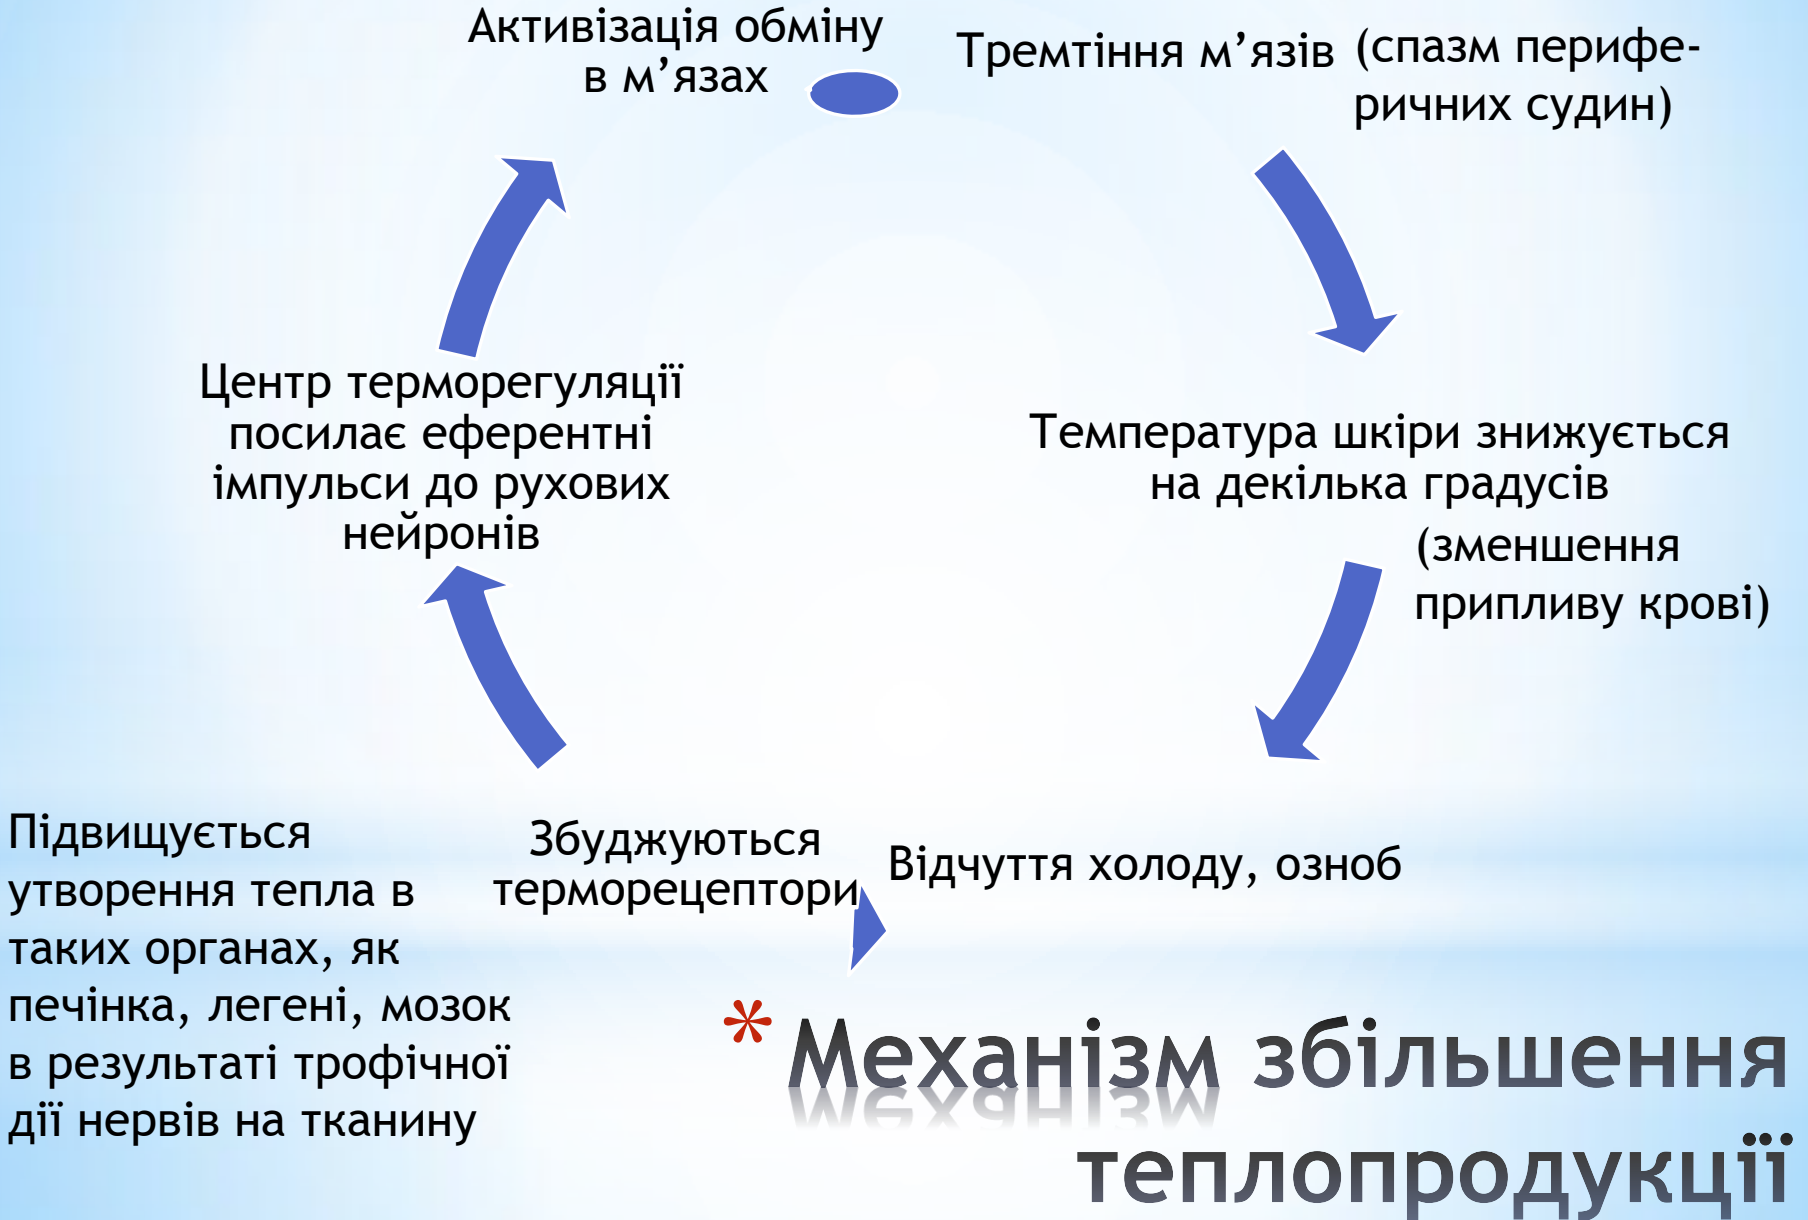 Активізація обміну
в м’язах
Тремтіння м’язів
(спазм перифе-
ричних судин)
Температура шкіри знижується
на декілька градусів
(зменшення
припливу крові)
Відчуття холоду, озноб
Збуджуються
терморецептори
Центр терморегуляції
посилає еферентні
імпульси до рухових
нейронів
Підвищується
утворення тепла в
таких органах, як
печінка, легені, мозок
в результаті трофічної
дії нервів на тканину
* Механізм збільшення
теплопродукції